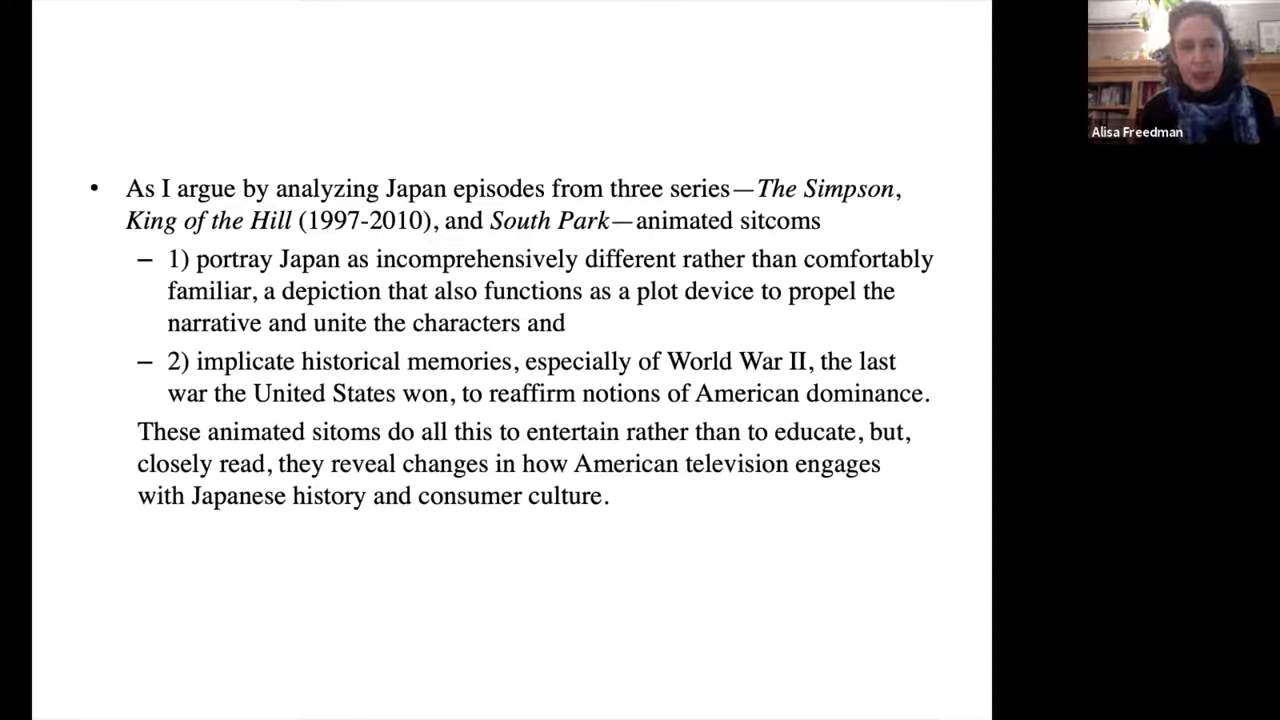 • As I argue by analyzing Japan episodes from three series—The Simpson,
King of the Hill (1997-2010), and South Park—animated sitcoms
– 1) portray Japan as incomprehensively different rather than comfortably
familiar, a depiction that also functions as a plot device to propel the
narrative and unite the characters and
– 2) implicate historical memories, especially of World War II, the last
war the United States won, to reaffirm notions of American dominance.
These animated sitoms do all this to entertain rather than to educate, but,
closely read, they reveal changes in how American television engages
with Japanese history and consumer culture.
Alisa Freedman